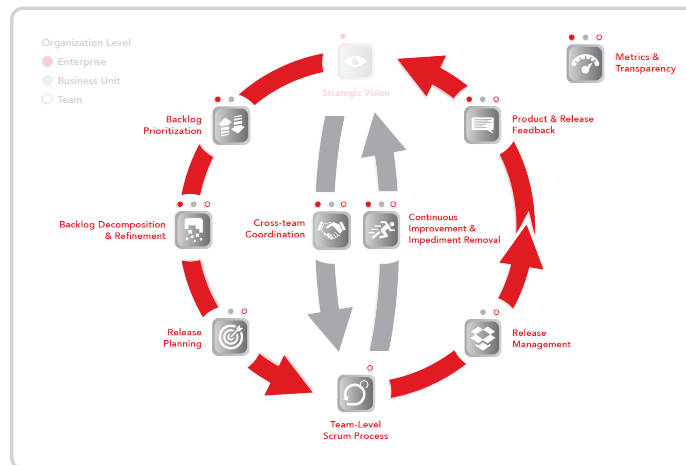 Organization Level
Enterprise
Business Unit
Team
Metrics &
Transparency
Strategic Vision
Backlog
Prioritization
Product & Release
Feedback
Backlog Decomposition
& Refinement
Cross-team
Coordination
Continuous
Improvement &
Impediment Removal
Release
Planning
Release
Management
Team-Level
Scrum Process